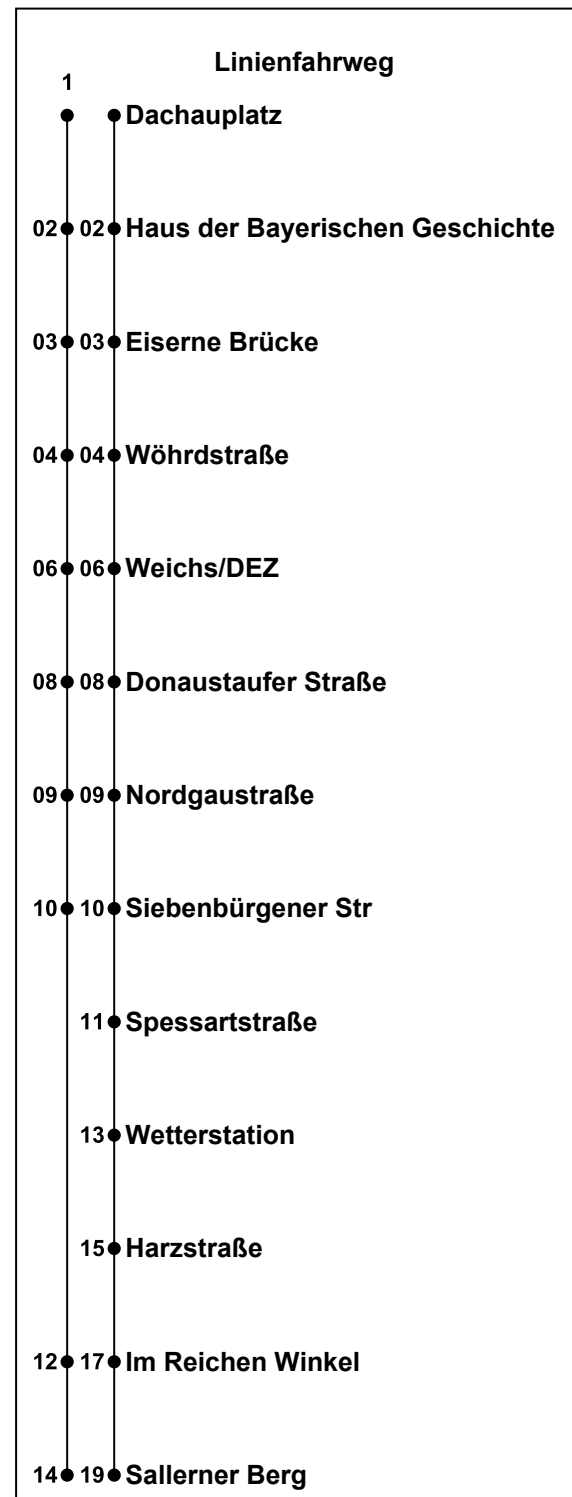 Linienfahrweg
1
Dachauplatz
02 02 Haus der Bayerischen Geschichte
03 03 Eiserne Brücke
04 04 Wöhrdstraße
06 06 Weichs/DEZ
08 08 Donaustaufer Straße
09 09 Nordgaustraße
10 10 Siebenbürgener Str
11 Spessartstraße
13 Wetterstation
15 Harzstraße
12 17 Im Reichen Winkel
14 19 Sallerner Berg